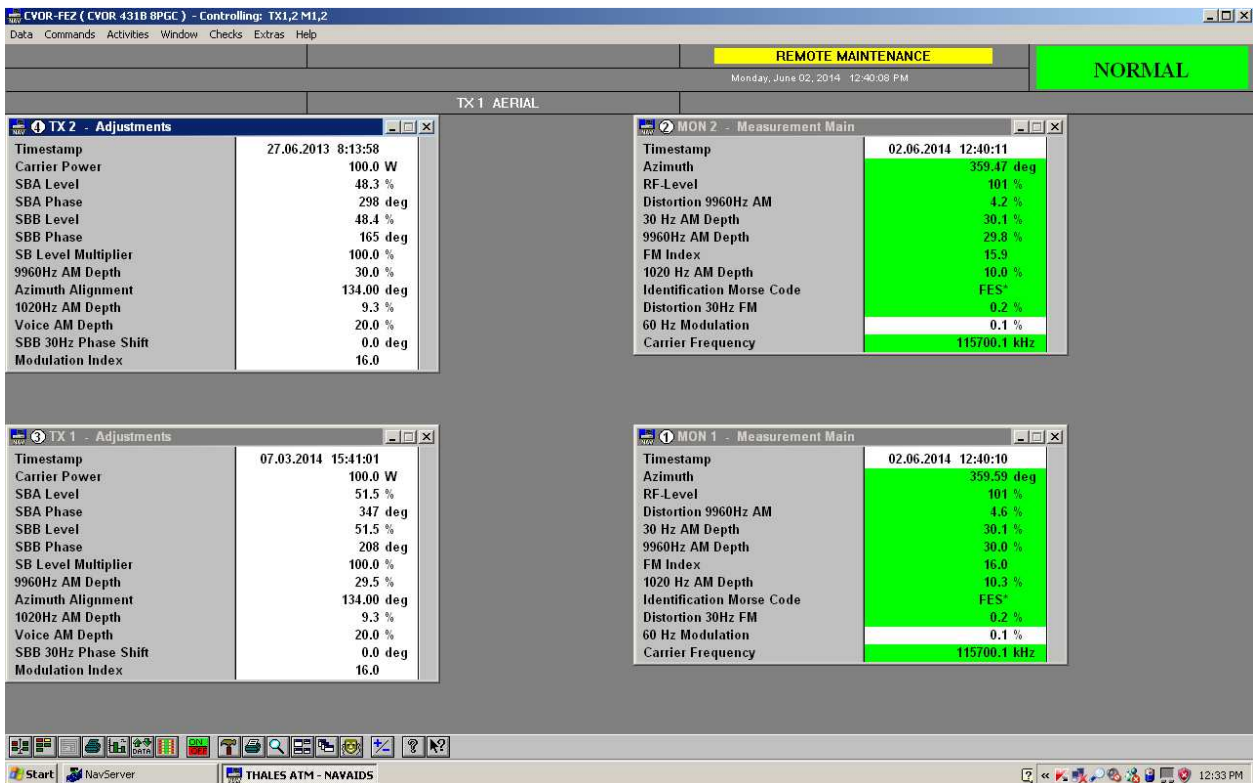 CVOR-FEZ ( CVOR 431B 8PGC ) - Controlling: TX1,2 M1,2
Data Commands Activities Window Checks Extras Help
REMOTE MAINTENANCE
Monday, June 02, 2014 12:40:08 PM
NORMAL
TX 1 AERIAL
4 TX 2 - Adjustments
Timestamp 27.06.2013 8:13:58
Carrier Power 100.0 W
SBA Level 48.3 %
SBA Phase 298 deg
SBB Level 48.4 %
SBB Phase 165 deg
SB Level Multiplier 100.0 %
9960Hz AM Depth 30.0 %
Azimuth Alignment 134.00 deg
1020Hz AM Depth 9.3 %
Voice AM Depth 20.0 %
SBB 30Hz Phase Shift 0.0 deg
Modulation Index 16.0
2 MON 2 - Measurement Main
Timestamp 02.06.2014 12:40:11
Azimuth 359.47 deg
RF-Level 101 %
Distortion 9960Hz AM 4.2 %
30 Hz AM Depth 30.1 %
9960Hz AM Depth 29.8 %
FM Index 15.9
1020 Hz AM Depth 10.0 %
Identification Morse Code FES*
Distortion 30Hz FM 0.2 %
60 Hz Modulation 0.1 %
Carrier Frequency 115700.1 kHz
3 TX 1 - Adjustments
Timestamp 07.03.2014 15:41:01
Carrier Power 100.0 W
SBA Level 51.5 %
SBA Phase 347 deg
SBB Level 51.5 %
SBB Phase 208 deg
SB Level Multiplier 100.0 %
9960Hz AM Depth 29.5 %
Azimuth Alignment 134.00 deg
1020Hz AM Depth 9.3 %
Voice AM Depth 20.0 %
SBB 30Hz Phase Shift 0.0 deg
Modulation Index 16.0
1 MON 1 - Measurement Main
Timestamp 02.06.2014 12:40:10
Azimuth 359.59 deg
RF-Level 101 %
Distortion 9960Hz AM 4.6 %
30 Hz AM Depth 30.1 %
9960Hz AM Depth 30.0 %
FM Index 16.0
1020 Hz AM Depth 10.3 %
Identification Morse Code FES*
Distortion 30Hz FM 0.2 %
60 Hz Modulation 0.1 %
Carrier Frequency 115700.1 kHz
DATA ON OFF
Start NavServer THALES ATM - NAVAIDS 12:33 PM